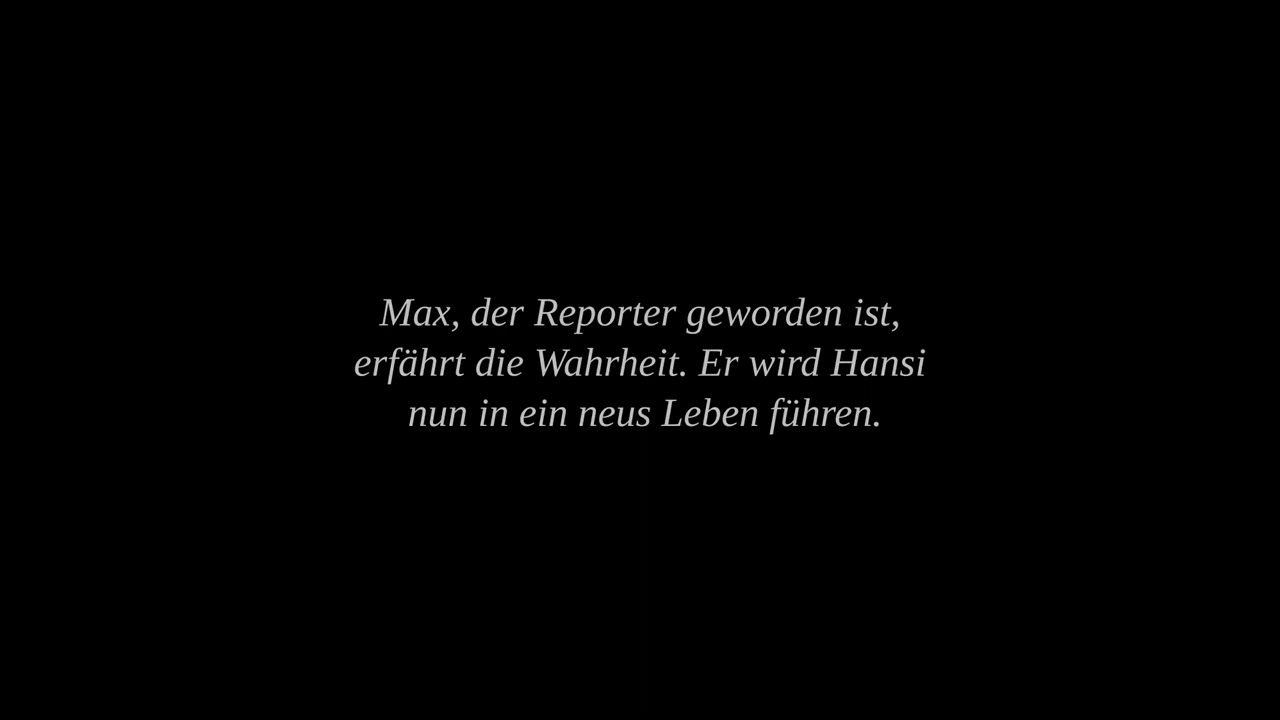 Max, der Reporter geworden ist,
erfährt die Wahrheit. Er wird Hansi
nun in ein neus Leben führen.